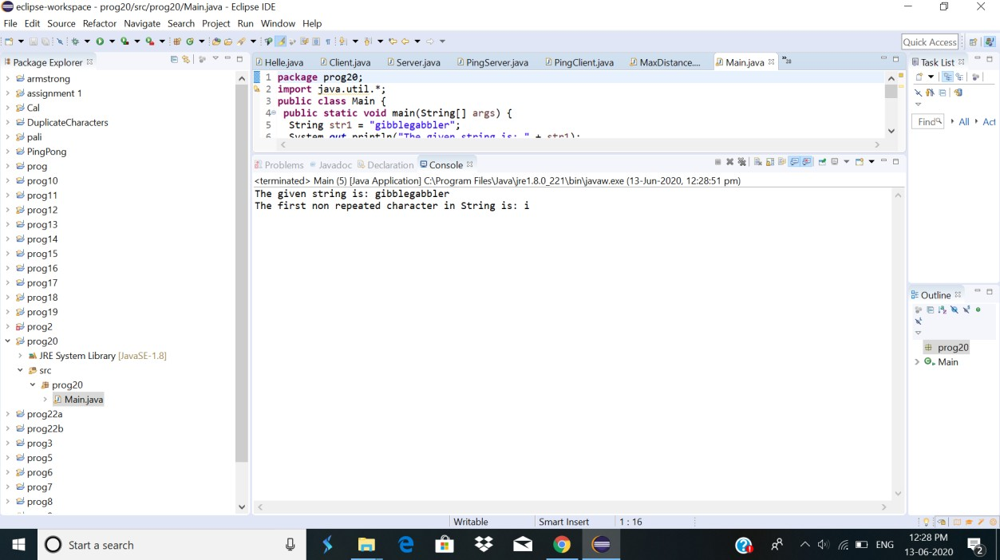 eclipse-workspace - prog20/src/prog20/Main.java - Eclipse IDE
File Edit Source Refactor Navigate Search Project Run Window Help
Quick Access
Package Explorer
armstrong
assignment 1
Cal
DuplicateCharacters
pali
PingPong
prog
prog10
prog11
prog12
prog13
prog14
prog15
prog16
prog17
prog18
prog19
prog2
prog20
JRE System Library [JavaSE-1.8]
src
prog20
Main.java
prog22a
prog22b
prog3
prog5
prog6
prog7
prog8
Helle.java Client.java Server.java PingServer.java PingClient.java MaxDistance.... Main.java »28
1 package prog20;
2 import java.util.*;
3 public class Main {
4 public static void main(String[] args) {
5 String str1 = "gibblegabbler";
6 System.out.println("The given string is: " + str1);
Problems Javadoc Declaration Console
<terminated> Main (5) [Java Application] C:\Program Files\Java\jre1.8.0_221\bin\javaw.exe (13-Jun-2020, 12:28:51 pm)
The given string is: gibblegabbler
The first non repeated character in String is: i
Task List
Find All Act
Outline
prog20
Main
Writable Smart Insert 1 : 16
Start a search
ENG
12:28 PM
13-06-2020
2